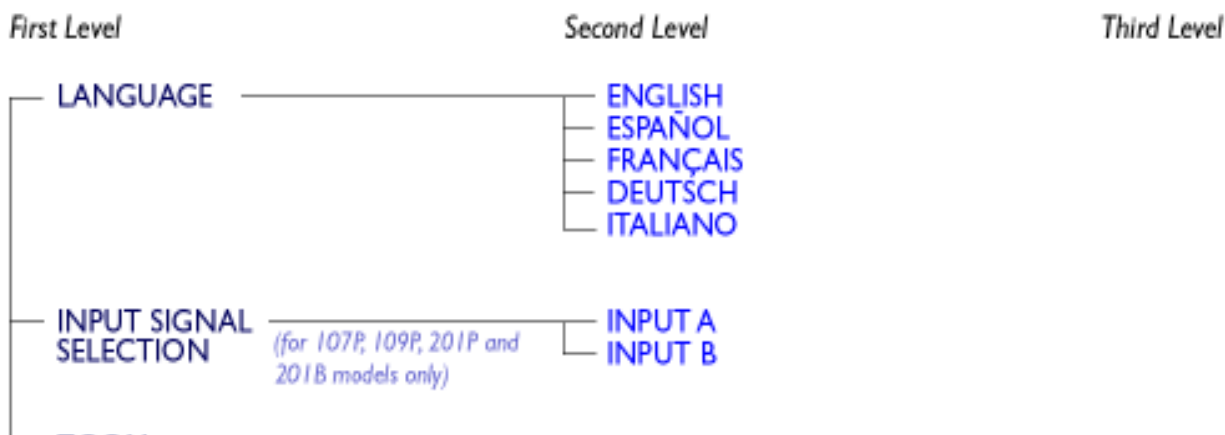 First Level Second Level Third Level
LANGUAGE ENGLISH
ESPAÑOL
FRANÇAIS
DEUTSCH
ITALIANO
INPUT SIGNAL INPUT A
SELECTION (for 107P, 109P, 201P and INPUT B
201B models only)